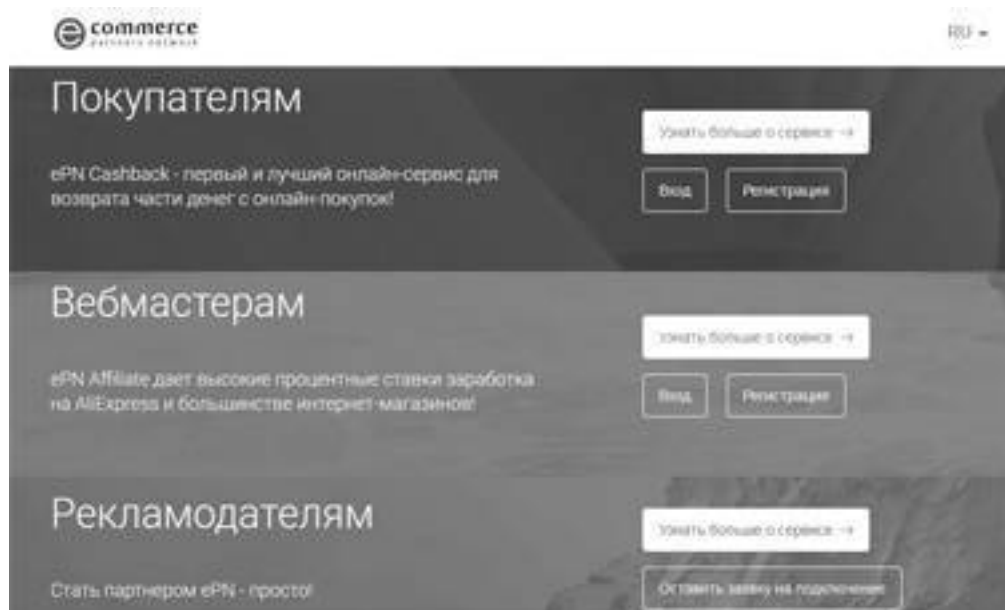 commerce
partners network
RU
Покупателям
Узнать больше о сервисе →
ePN Cashback - первый и лучший онлайн-сервис для
возврата части денег с онлайн-покупок!
Вход
Регистрация
Вебмастерам
Узнать больше о сервисе →
ePN Affiliate дает высокие процентные ставки заработка
на AliExpress и большинстве интернет-магазинов!
Вход
Регистрация
Рекламодателям
Узнать больше о сервисе →
Стать партнером ePN - просто!
Оставить заявку на подключение